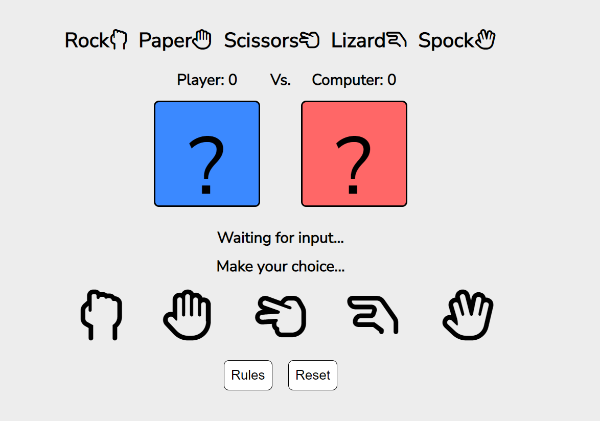 Rock Paper Scissors Lizard Spock
Player: 0 Vs. Computer: 0
? ?
Waiting for input...
Make your choice...
Rules Reset